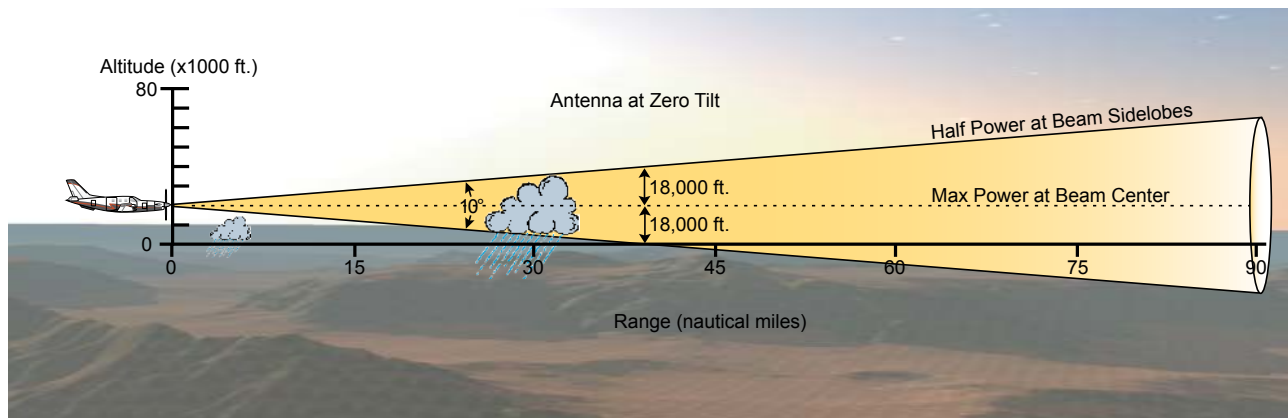 Altitude (x1000 ft.)
80
Antenna at Zero Tilt
Half Power at Beam Sidelobes
18,000 ft.
Max Power at Beam Center
10°
18,000 ft.
0
0
15
30
45
60
75
90
Range (nautical miles)